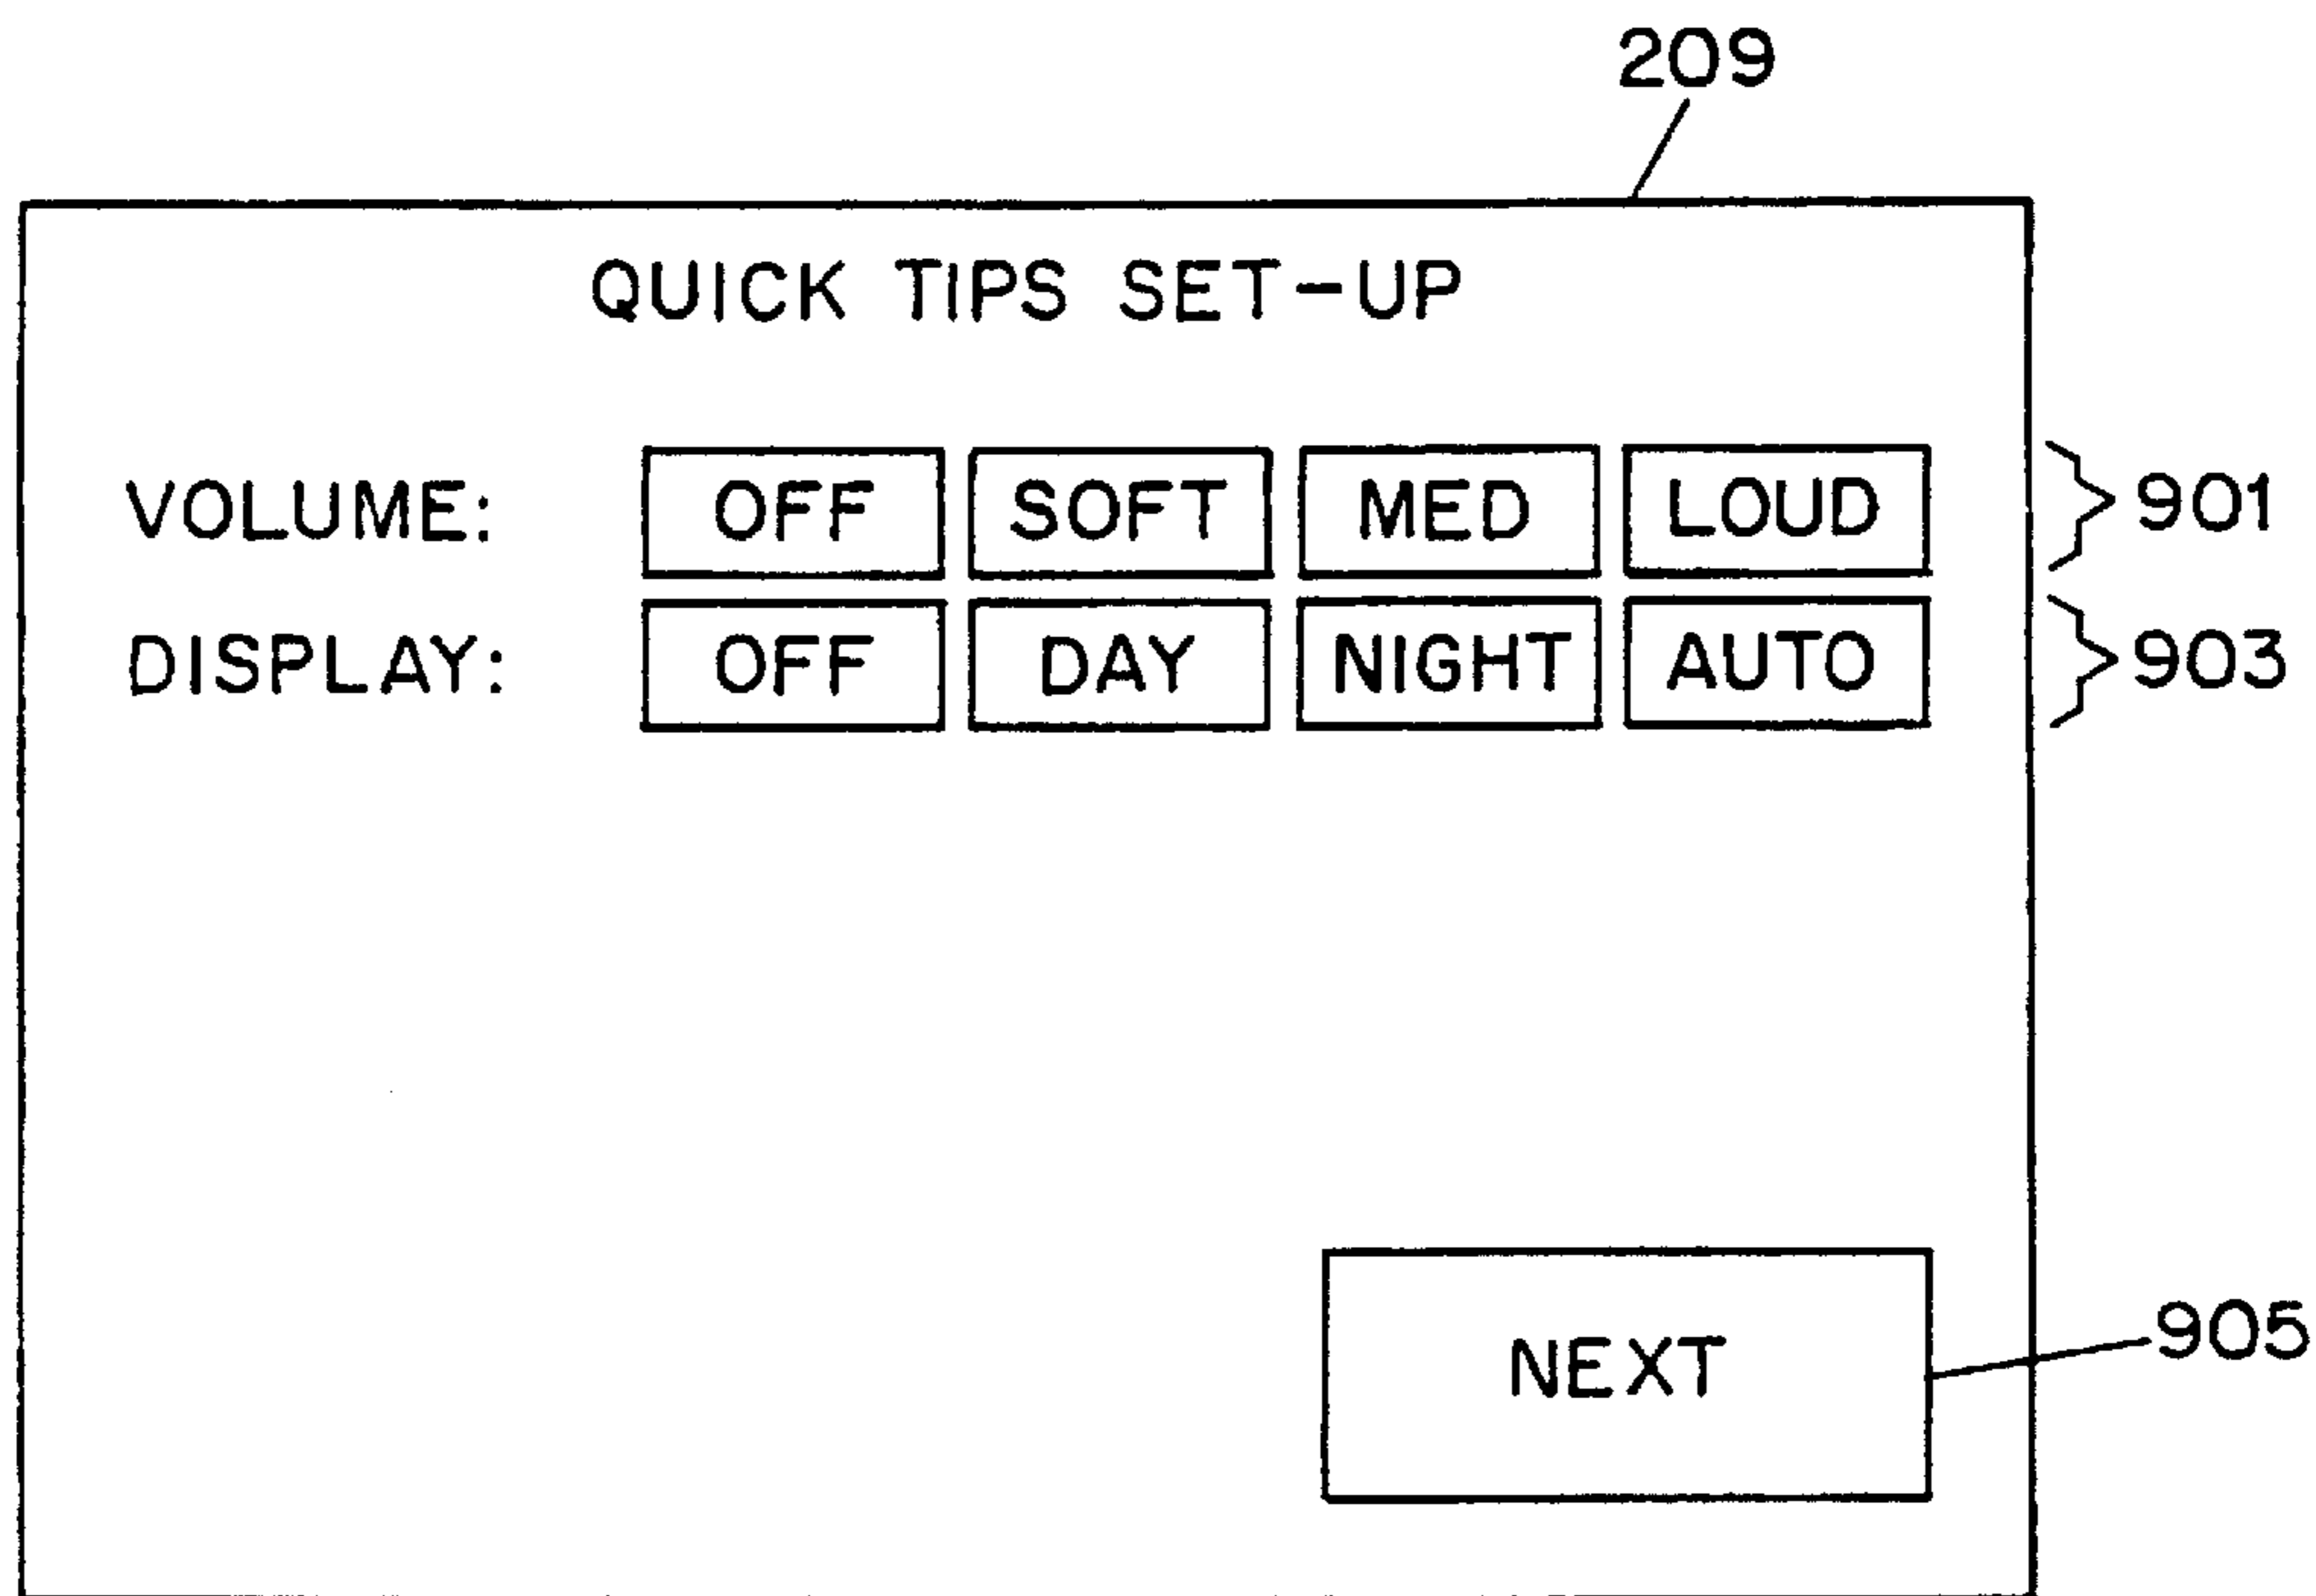 209
QUICK TIPS SET-UP
VOLUME: OFF SOFT MED LOUD 901
DISPLAY: OFF DAY NIGHT AUTO 903
NEXT 905